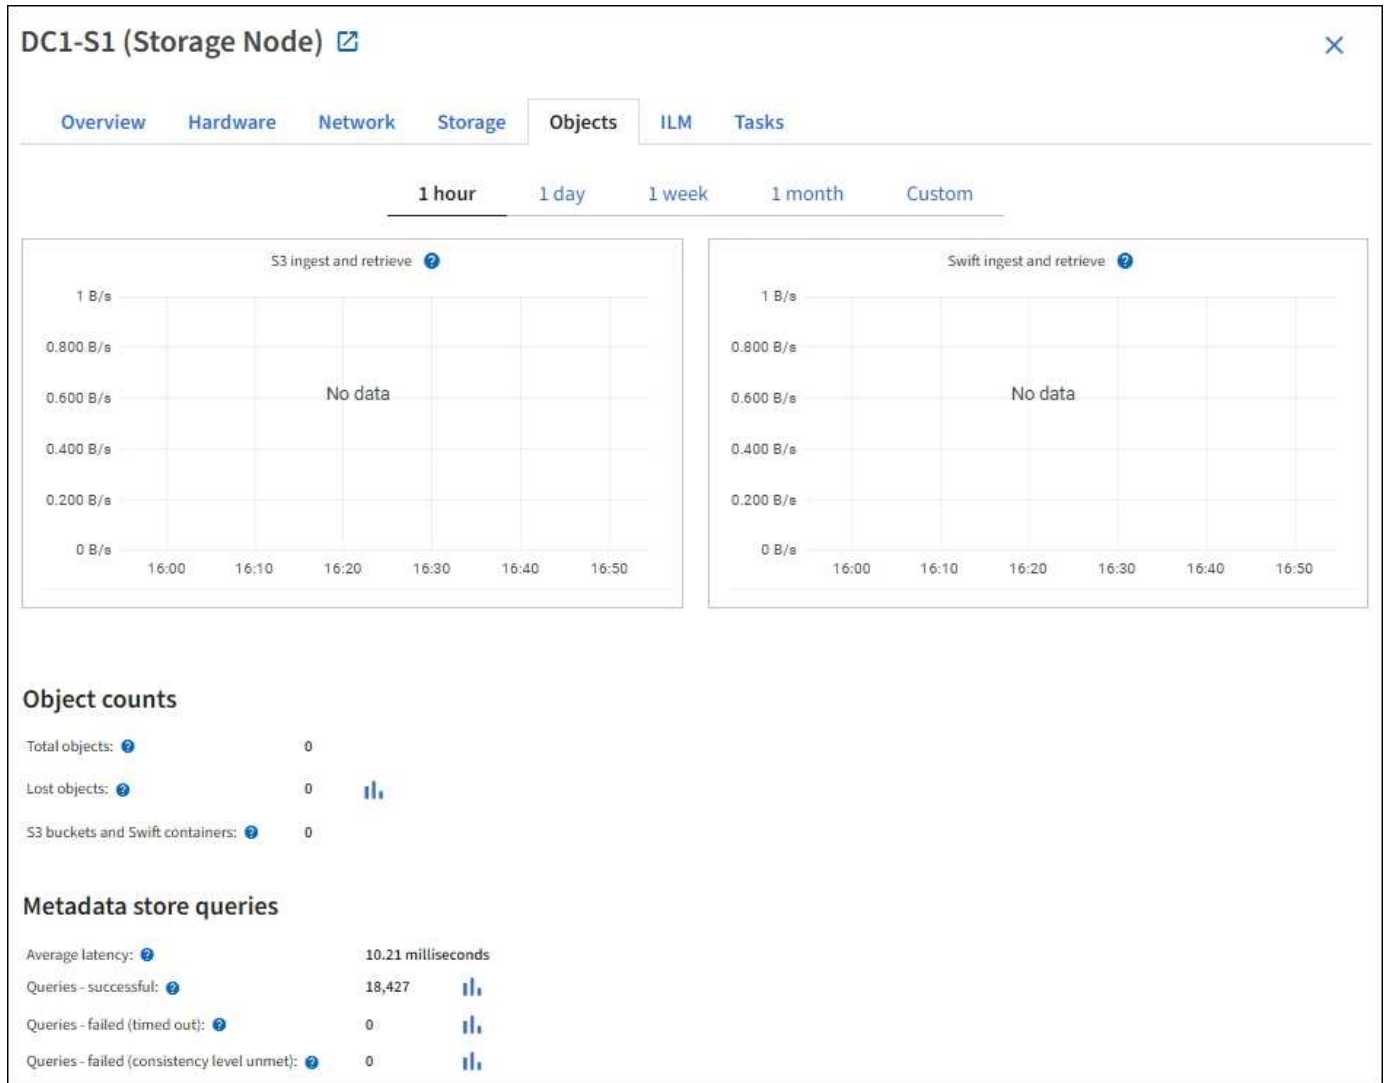 DC1-S1 (Storage Node)
Overview Hardware Network Storage Objects ILM Tasks
1 hour 1 day 1 week 1 month Custom
S3 ingest and retrieve
1 B/s
0.800 B/s
0.600 B/s
0.400 B/s
0.200 B/s
0 B/s
No data
16:00 16:10 16:20 16:30 16:40 16:50
Swift ingest and retrieve
1 B/s
0.800 B/s
0.600 B/s
0.400 B/s
0.200 B/s
0 B/s
No data
16:00 16:10 16:20 16:30 16:40 16:50
Object counts
Total objects: 0
Lost objects: 0
S3 buckets and Swift containers: 0
Metadata store queries
Average latency: 10.21 milliseconds
Queries - successful: 18,427
Queries - failed (timed out): 0
Queries - failed (consistency level unmet): 0